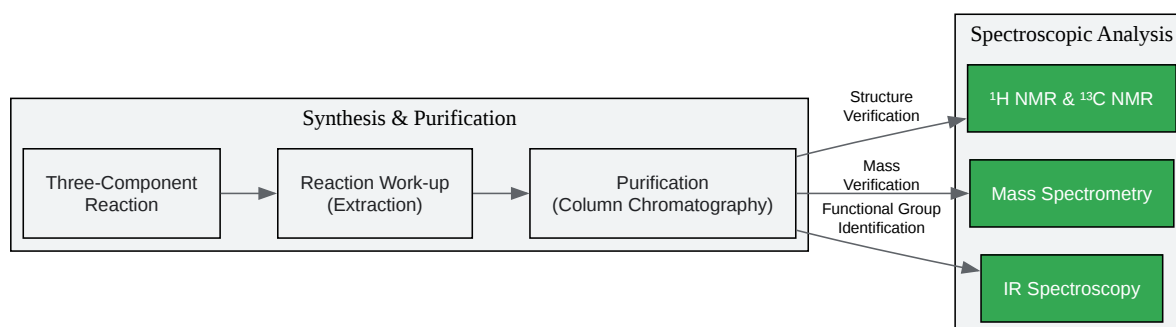 Synthesis & Purification
Three-Component
Reaction
Reaction Work-up
(Extraction)
Purification
(Column Chromatography)
Structure
Verification
Mass
Verification
Functional Group
Identification
Spectroscopic Analysis
¹H NMR & ¹³C NMR
Mass Spectrometry
IR Spectroscopy